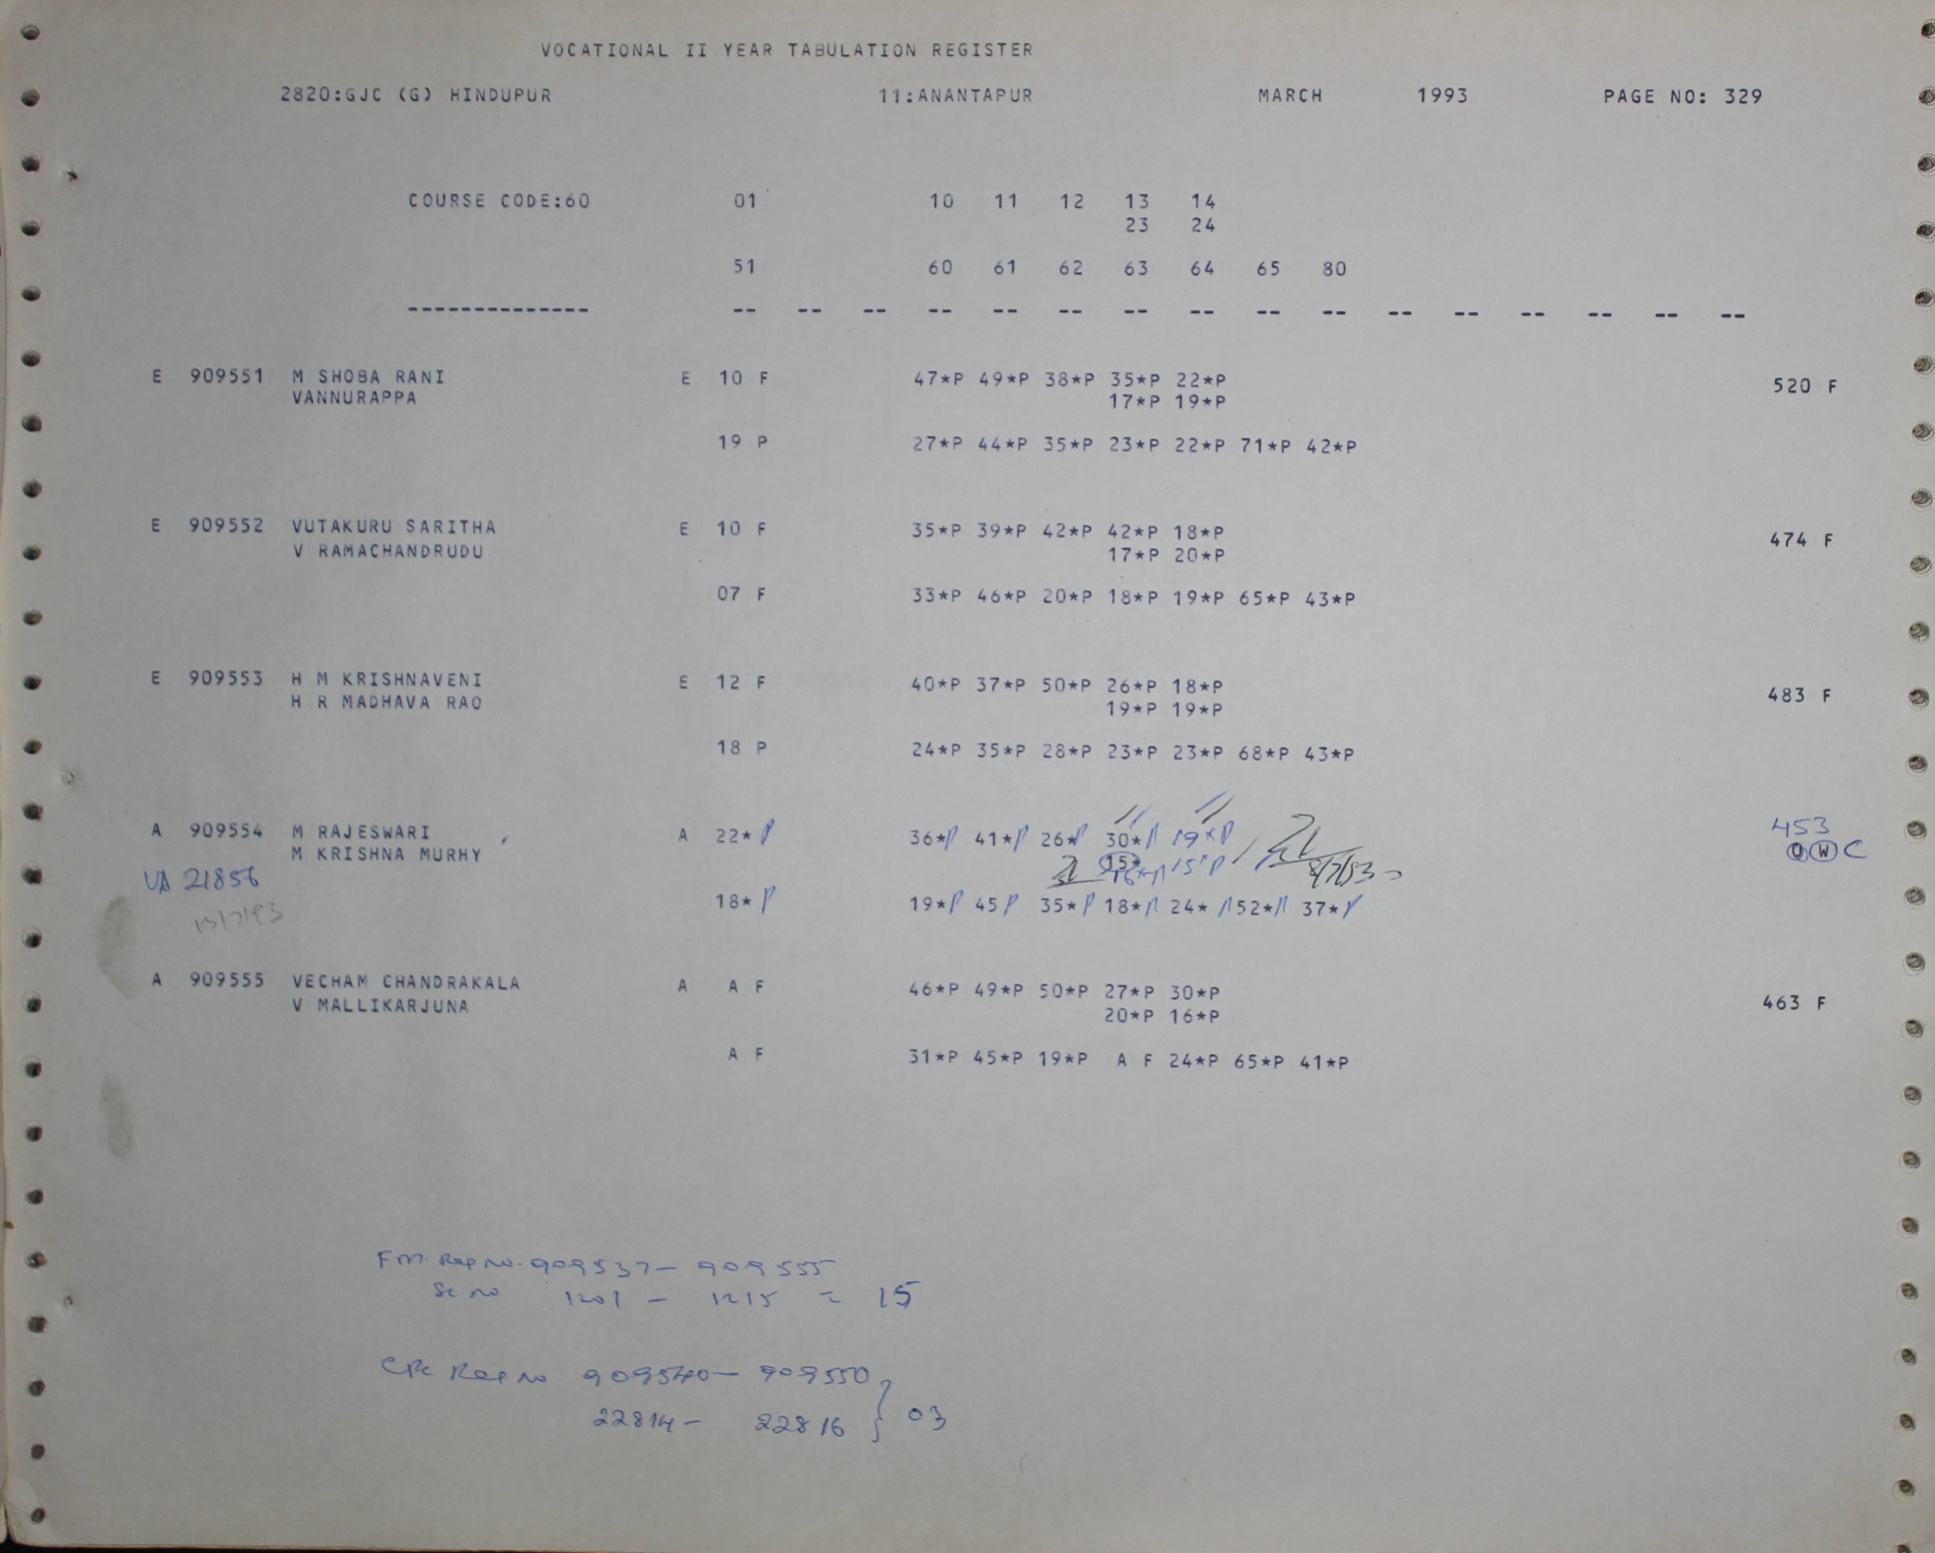 VOCATIONAL II YEAR TABULATION REGISTER
2820:GJC (G) HINDUPUR 11:ANANTAPUR MARCH 1993 PAGE NO: 329
COURSE CODE:60 01 10 11 12 13 14
23 24
51 60 61 62 63 64 65 80
-------------- -- -- -- -- -- -- -- -- -- -- -- -- -- -- -- --
E 909551 M SHOBA RANI E 10 F 47*P 49*P 38*P 35*P 22*P 520 F
VANNURAPPA 17*P 19*P
19 P 27*P 44*P 35*P 23*P 22*P 71*P 42*P
E 909552 VUTAKURU SARITHA E 10 F 35*P 39*P 42*P 42*P 18*P 474 F
V RAMACHANDRUDU 17*P 20*P
07 F 33*P 46*P 20*P 18*P 19*P 65*P 43*P
E 909553 H M KRISHNAVENI E 12 F 40*P 37*P 50*P 26*P 18*P 483 F
H R MADHAVA RAO 19*P 19*P
18 P 24*P 35*P 28*P 23*P 23*P 68*P 43*P
A 909554 M RAJESWARI A 22*P 36*P 41*P 26*P 30*P 19*P 453
M KRISHNA MURHY 15* 15*P W C
21856
18*P 19*P 45P 35*P 18*P 24*P 52*P 37*P
A 909555 VECHAM CHANDRAKALA A A F 46*P 49*P 50*P 27*P 30*P 463 F
V MALLIKARJUNA 20*P 16*P
A F 31*P 45*P 19*P A F 24*P 65*P 41*P
909537- 909555
1201 - 1215 = 15
909540- 909550
22814- 22816 } 03